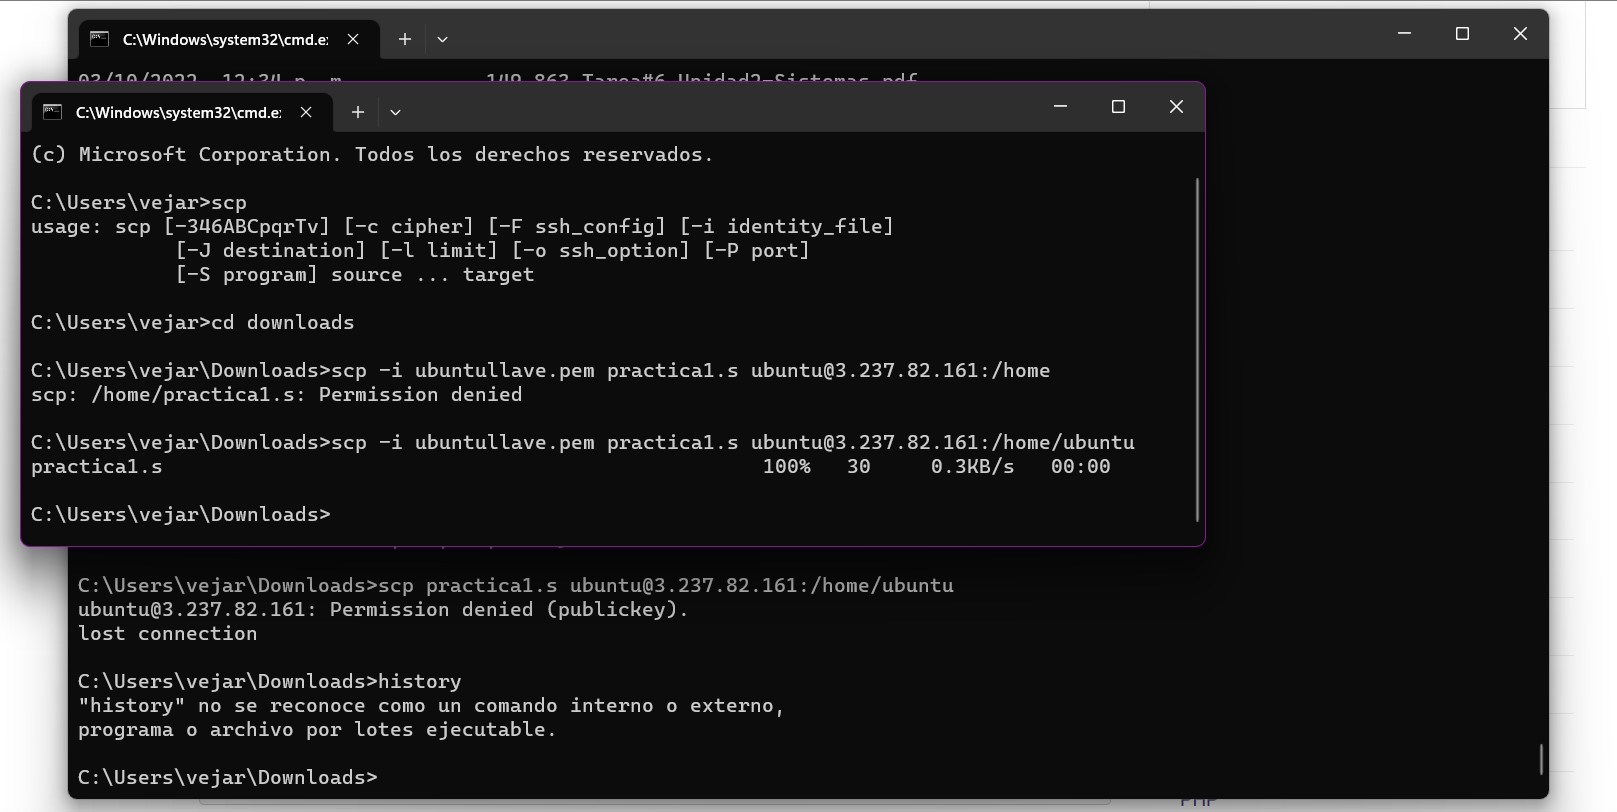 C:\Windows\system32\cmd.e
03/10/2022 12:34 p. m. 149,863 Tarea#6_Unidad2-Sistemas.pdf
C:\Windows\system32\cmd.e
(c) Microsoft Corporation. Todos los derechos reservados.
C:\Users\vejar>scp
usage: scp [-346ABCpqrTv] [-c cipher] [-F ssh_config] [-i identity_file]
[-J destination] [-l limit] [-o ssh_option] [-P port]
[-S program] source ... target
C:\Users\vejar>cd downloads
C:\Users\vejar\Downloads>scp -i ubuntullave.pem practica1.s ubuntu@3.237.82.161:/home
scp: /home/practica1.s: Permission denied
C:\Users\vejar\Downloads>scp -i ubuntullave.pem practica1.s ubuntu@3.237.82.161:/home/ubuntu
practica1.s 100% 30 0.3KB/s 00:00
C:\Users\vejar\Downloads>
C:\Users\vejar\Downloads>scp practica1.s ubuntu@3.237.82.161:/home/ubuntu
ubuntu@3.237.82.161: Permission denied (publickey).
lost connection
C:\Users\vejar\Downloads>history
"history" no se reconoce como un comando interno o externo,
programa o archivo por lotes ejecutable.
C:\Users\vejar\Downloads>
PHP